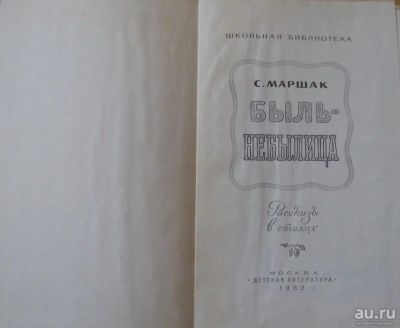 ШКОЛЬНАЯ БИБЛИОТЕКА
С. МАРШАК
БЫЛЬ-
НЕБЫЛИЦА
Рассказы
в стихах
МОСКВА
«ДЕТСКАЯ ЛИТЕРАТУРА»
1982
au.ru